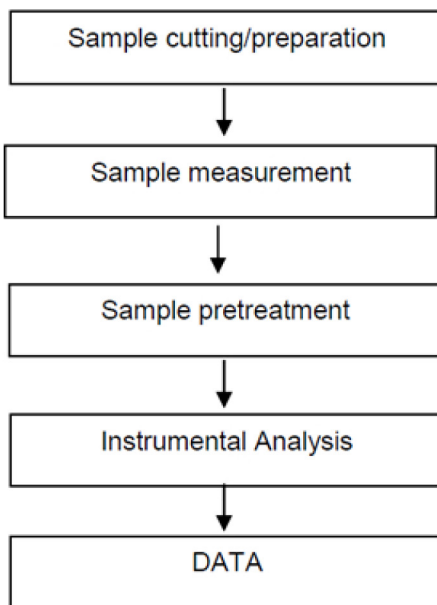 Sample cutting/preparation
Sample measurement
Sample pretreatment
Instrumental Analysis
DATA